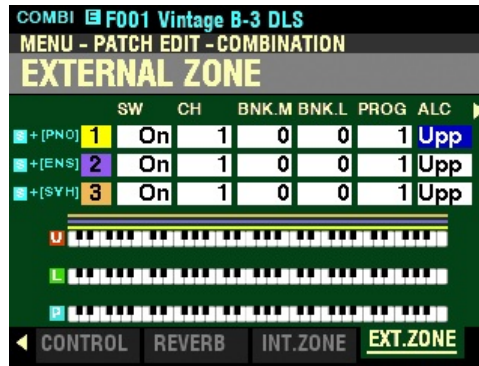 COMBI E F001 Vintage B-3 DLS
MENU - PATCH EDIT - COMBINATION
EXTERNAL ZONE
SW CH BNK.M BNK.L PROG ALC
S + [PNO] 1 On 1 0 0 1 Upp
S + [ENS] 2 On 1 0 0 1 Upp
S + [SYH] 3 On 1 0 0 1 Upp
U
L
P
CONTROL REVERB INT.ZONE EXT.ZONE